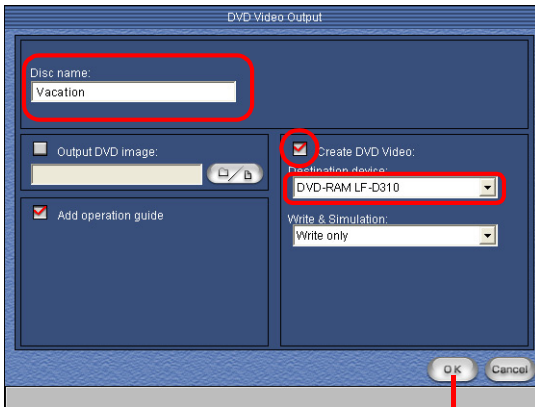 DVD Video Output
Disc name:
Vacation
Output DVD image:
Add operation guide
Create DVD Video:
Destination device:
DVD-RAM LF-D310
Write & Simulation:
Write only
OK
Cancel